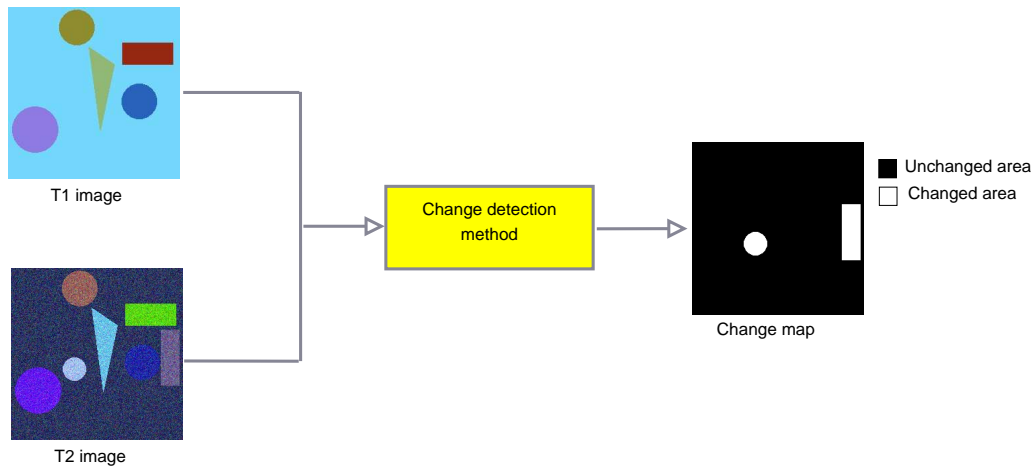 T1 image
Change detection
method
Unchanged area
Changed area
Change map
T2 image